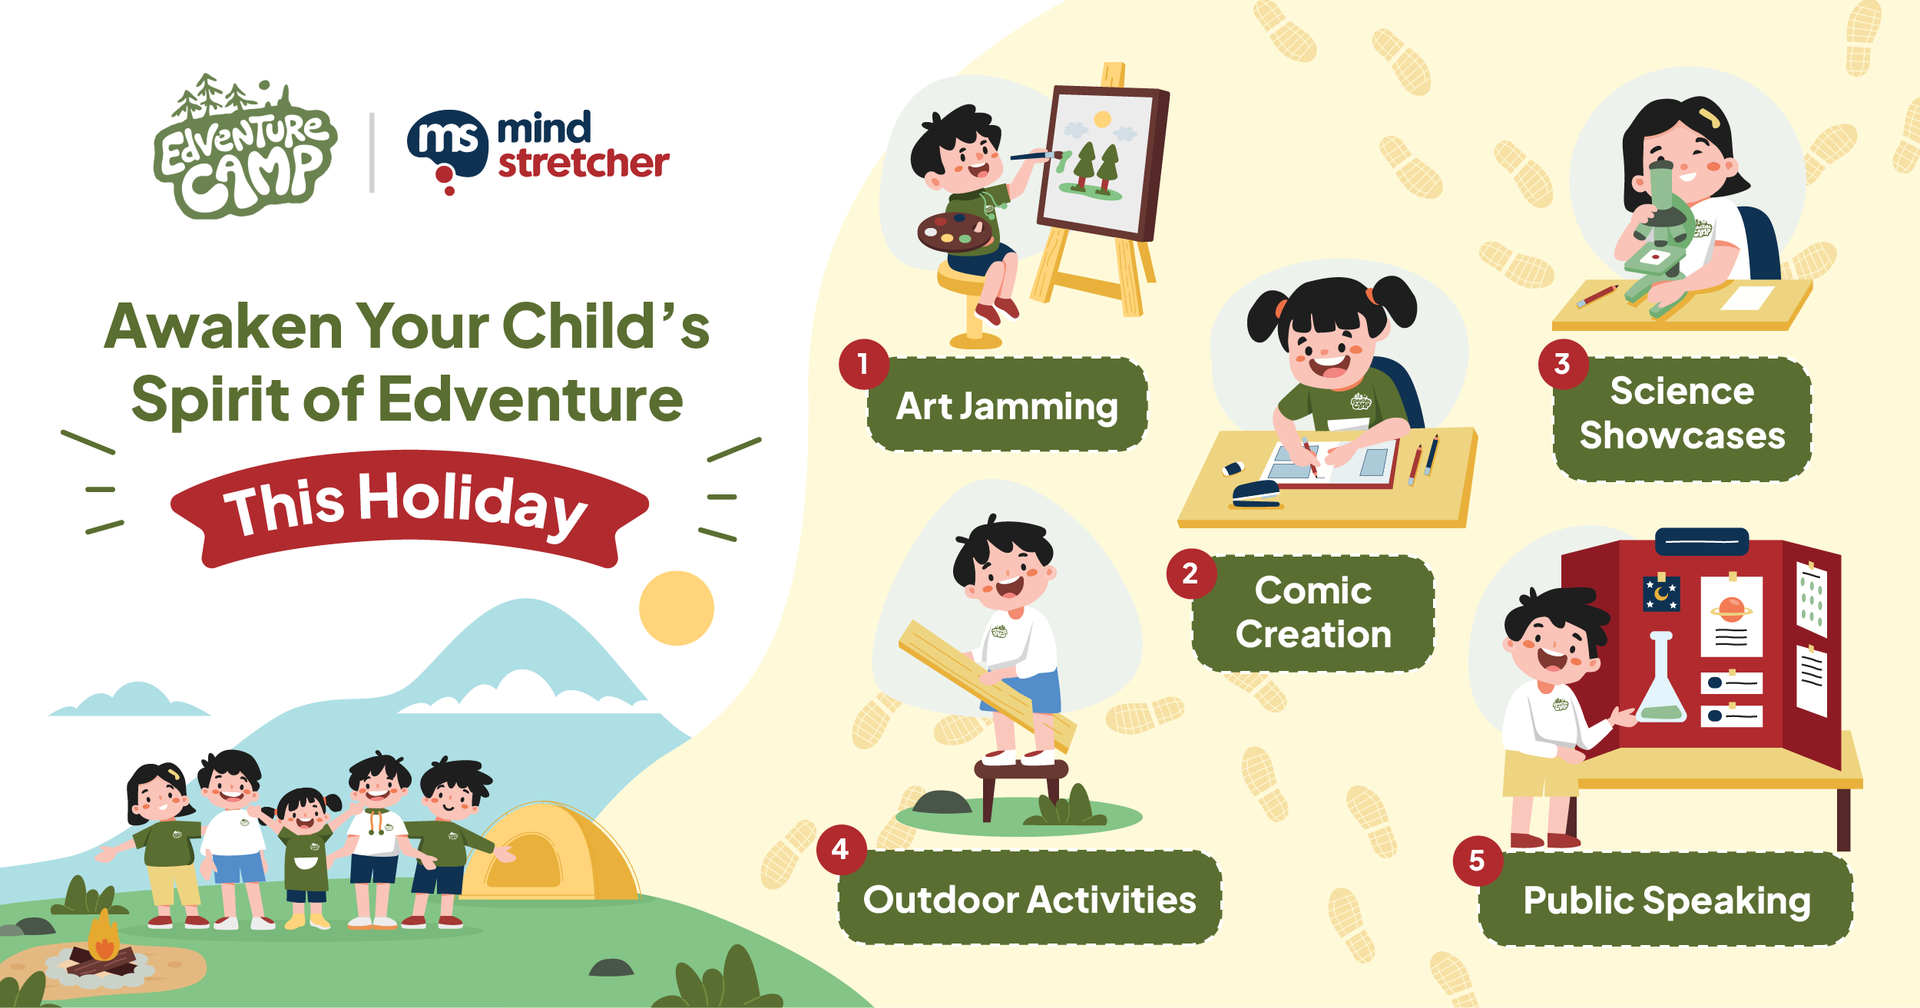 EDVENTURE
CAMP
ms
mind
stretcher
Awaken Your Child’s
Spirit of Edventure
This Holiday
1
Art Jamming
2
Comic
Creation
3
Science
Showcases
4
Outdoor Activities
5
Public Speaking